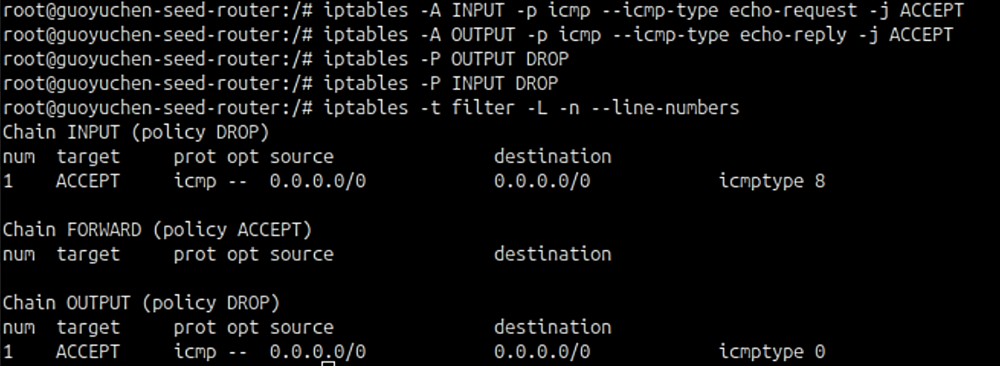 root@guoyuchen-seed-router:/# iptables -A INPUT -p icmp --icmp-type echo-request -j ACCEPT
root@guoyuchen-seed-router:/# iptables -A OUTPUT -p icmp --icmp-type echo-reply -j ACCEPT
root@guoyuchen-seed-router:/# iptables -P OUTPUT DROP
root@guoyuchen-seed-router:/# iptables -P INPUT DROP
root@guoyuchen-seed-router:/# iptables -t filter -L -n --line-numbers
Chain INPUT (policy DROP)
num  target     prot opt source               destination
1    ACCEPT     icmp --  0.0.0.0/0            0.0.0.0/0            icmptype 8

Chain FORWARD (policy ACCEPT)
num  target     prot opt source               destination

Chain OUTPUT (policy DROP)
num  target     prot opt source               destination
1    ACCEPT     icmp --  0.0.0.0/0            0.0.0.0/0            icmptype 0